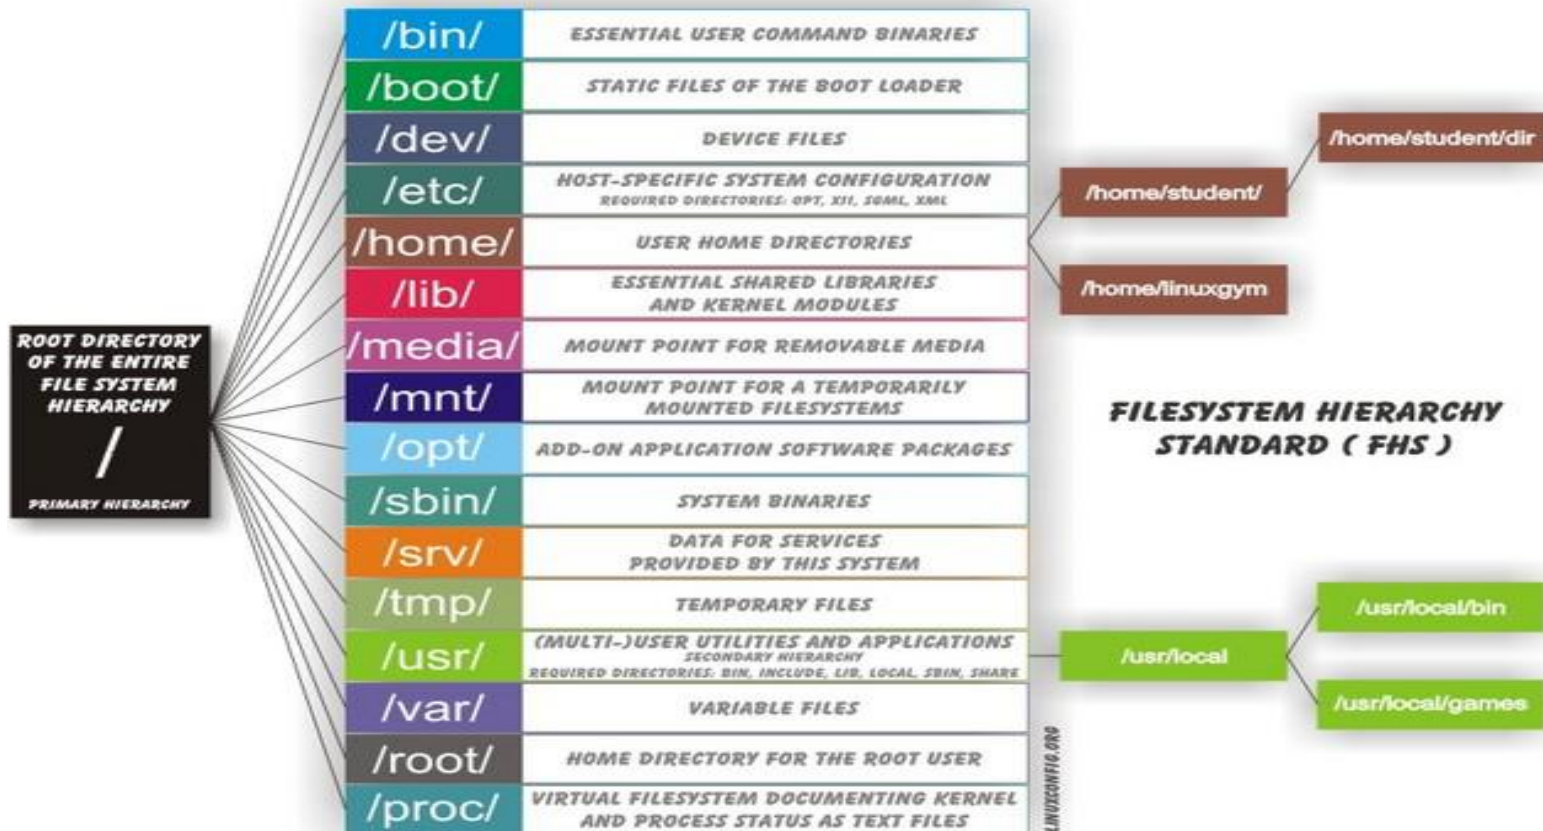 ROOT DIRECTORY
OF THE ENTIRE
FILE SYSTEM
HIERARCHY
/
PRIMARY HIERARCHY
/bin/
ESSENTIAL USER COMMAND BINARIES
/boot/
STATIC FILES OF THE BOOT LOADER
/dev/
DEVICE FILES
/etc/
HOST-SPECIFIC SYSTEM CONFIGURATION
REQUIRED DIRECTORIES: OPT, X11, SGML, XML
/home/
USER HOME DIRECTORIES
/lib/
ESSENTIAL SHARED LIBRARIES
AND KERNEL MODULES
/media/
MOUNT POINT FOR REMOVABLE MEDIA
/mnt/
MOUNT POINT FOR A TEMPORARILY
MOUNTED FILESYSTEMS
/opt/
ADD-ON APPLICATION SOFTWARE PACKAGES
/sbin/
SYSTEM BINARIES
/srv/
DATA FOR SERVICES
PROVIDED BY THIS SYSTEM
/tmp/
TEMPORARY FILES
/usr/
(MULTI-)USER UTILITIES AND APPLICATIONS
SECONDARY HIERARCHY
REQUIRED DIRECTORIES: BIN, INCLUDE, LIB, LOCAL, SBIN, SHARE
/var/
VARIABLE FILES
/root/
HOME DIRECTORY FOR THE ROOT USER
/proc/
VIRTUAL FILESYSTEM DOCUMENTING KERNEL
AND PROCESS STATUS AS TEXT FILES
/home/student/
/home/student/dir
/home/linuxgym
FILESYSTEM HIERARCHY
STANDARD ( FHS )
/usr/local
/usr/local/bin
/usr/local/games
LINUXCONFIG.ORG